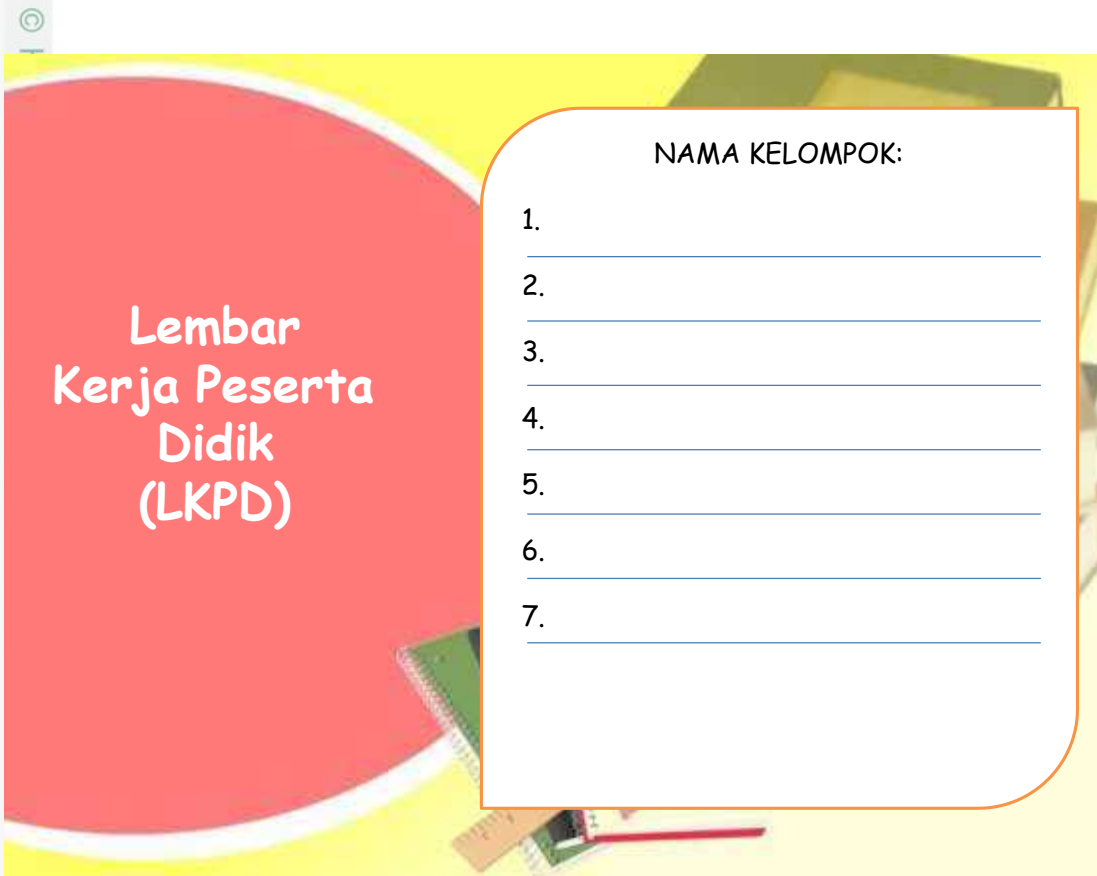 ©
Lembar
Kerja Peserta
Didik
(LKPD)
NAMA KELOMPOK:
1.
2.
3.
4.
5.
6.
7.